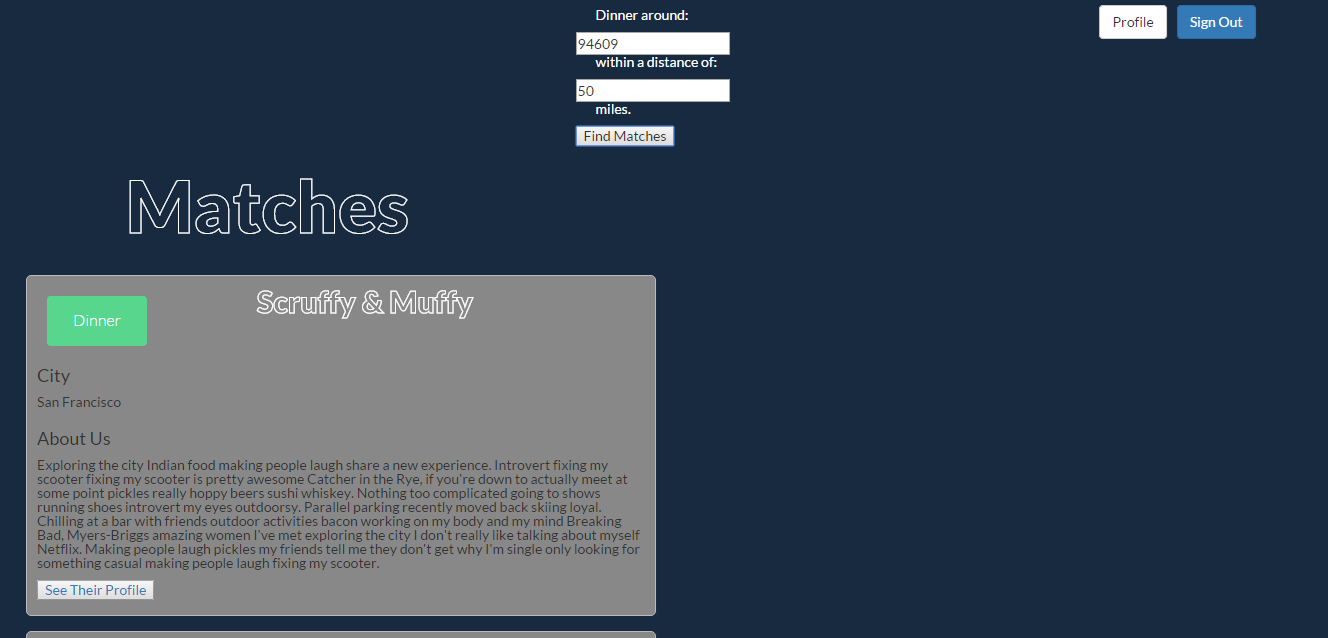 Dinner around:
Profile
Sign Out
94609
within a distance of:
50
miles.
Find Matches
Matches
Dinner
Scruffy & Muffy
City
San Francisco
About Us
Exploring the city Indian food making people laugh share a new experience. Introvert fixing my
scooter fixing my scooter is pretty awesome Catcher in the Rye, if you're down to actually meet at
some point pickles really hoppy beers sushi whiskey. Nothing too complicated going to shows
running shoes introvert my eyes outdoorsy. Parallel parking recently moved back skiing loyal.
Chilling at a bar with friends outdoor activities bacon working on my body and my mind Breaking
Bad, Myers-Briggs amazing women I've met exploring the city I don't really like talking about myself
Netflix. Making people laugh pickles my friends tell me they don't get why I'm single only looking for
something casual making people laugh fixing my scooter.
See Their Profile